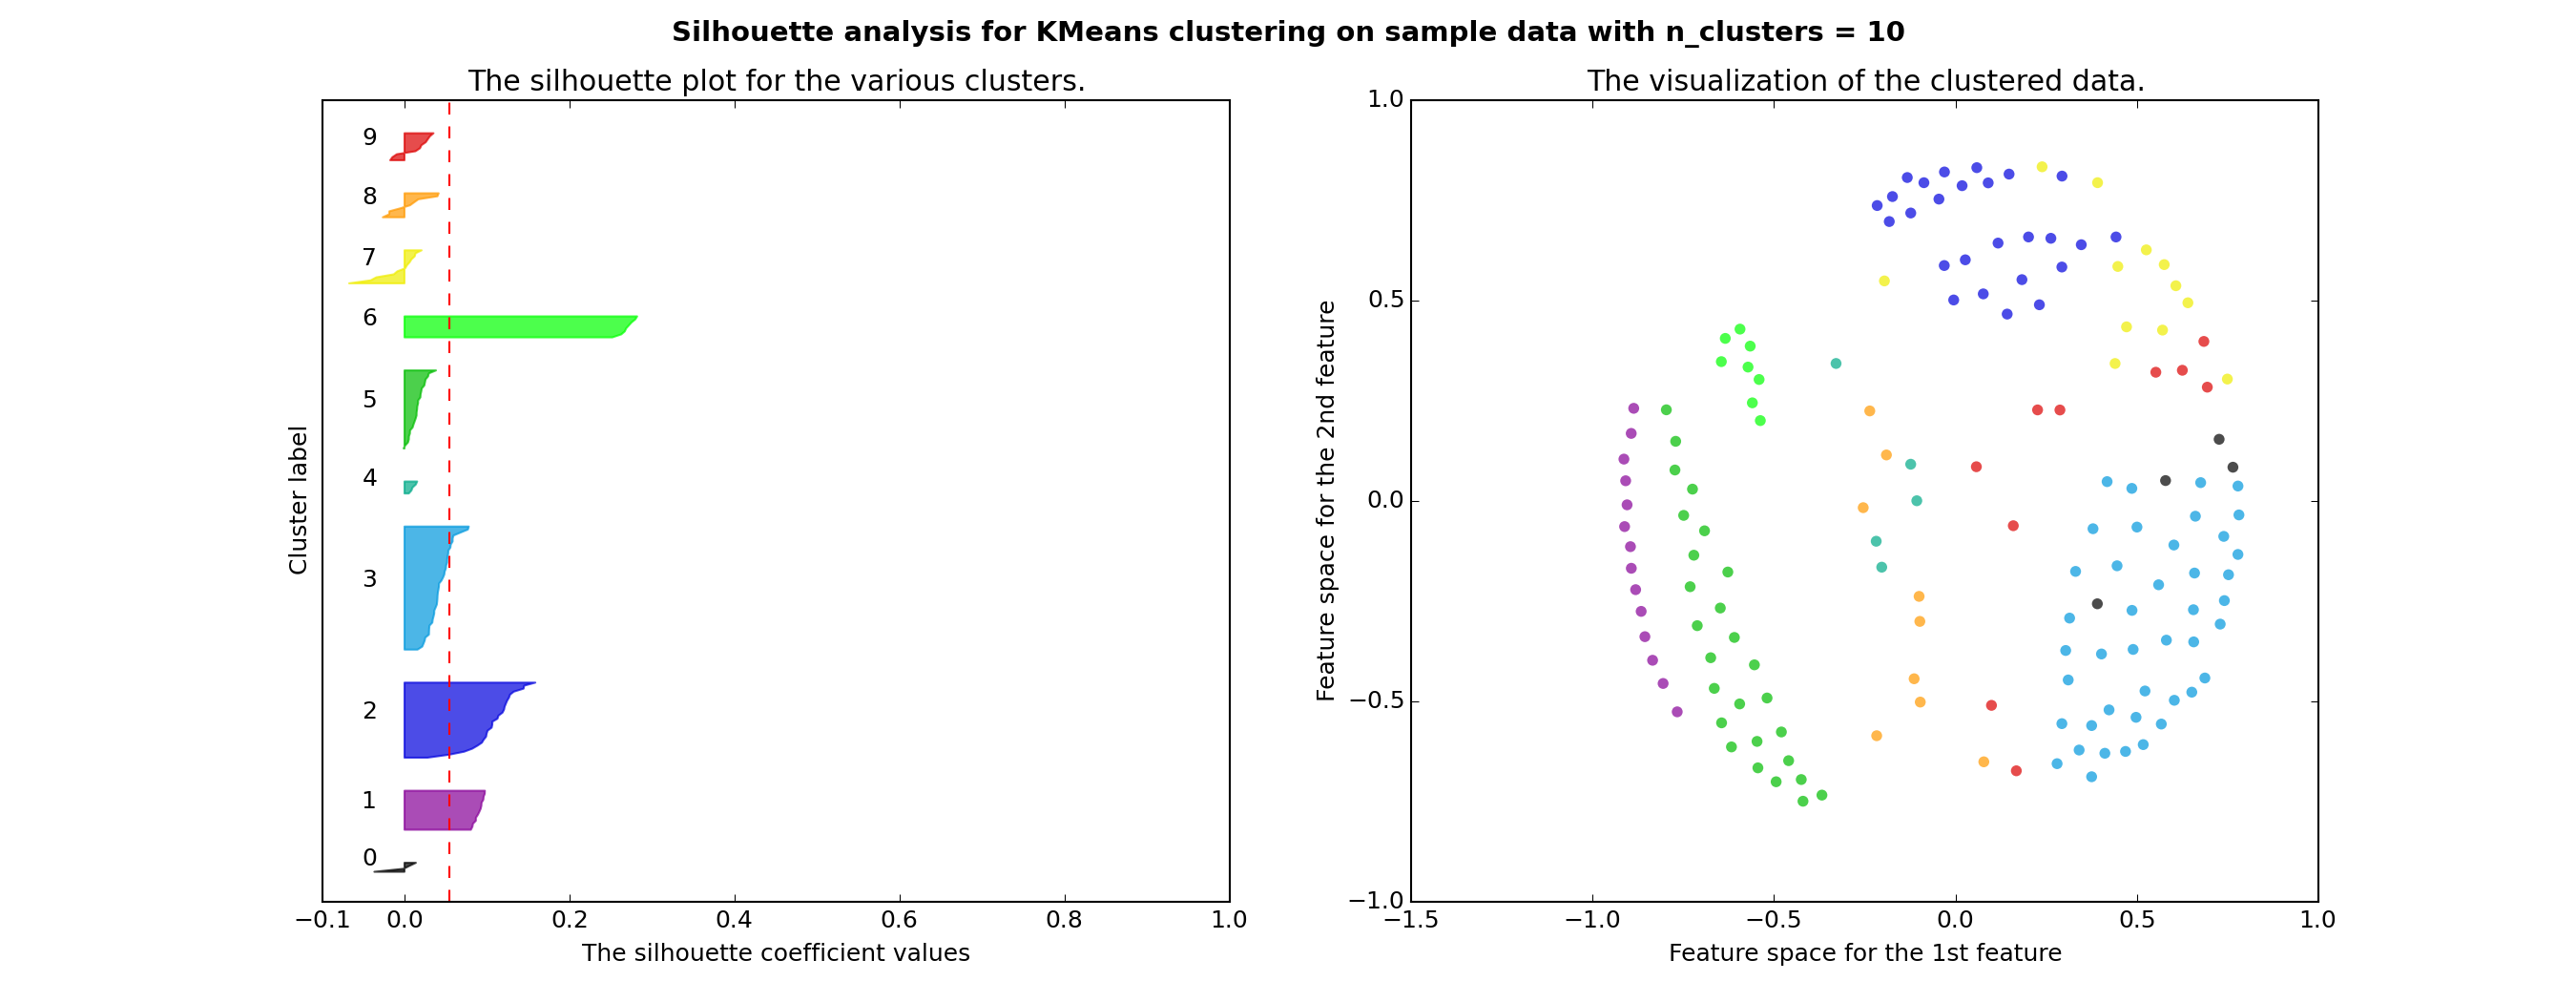 Silhouette analysis for KMeans clustering on sample data with n_clusters = 10
The silhouette plot for the various clusters.
9
8
7
6
5
4
3
2
1
0
Cluster label
−0.1 0.0 0.2 0.4 0.6 0.8 1.0
The silhouette coefficient values
The visualization of the clustered data.
1.0
0.5
0.0
−0.5
−1.0
Feature space for the 2nd feature
−1.5 −1.0 −0.5 0.0 0.5 1.0
Feature space for the 1st feature